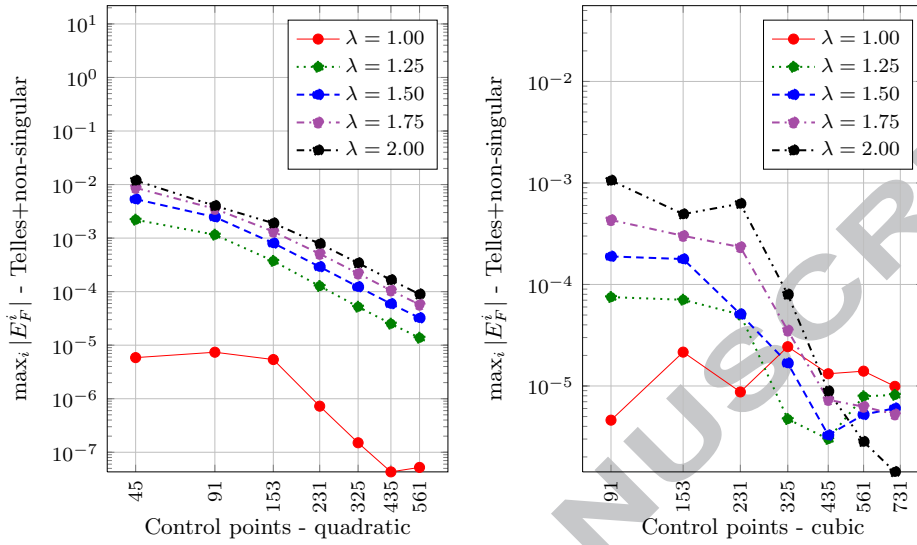 10^1
10^0
10^-1
10^-2
10^-3
10^-4
10^-5
10^-6
10^-7
max_i |E_F^i| - Telles+non-singular
λ = 1.00
λ = 1.25
λ = 1.50
λ = 1.75
λ = 2.00
45
91
153
231
325
435
561
Control points - quadratic
10^-2
10^-3
10^-4
10^-5
max_i |E_F^i| - Telles+non-singular
λ = 1.00
λ = 1.25
λ = 1.50
λ = 1.75
λ = 2.00
91
153
231
325
435
561
731
Control points - cubic
NUSCR